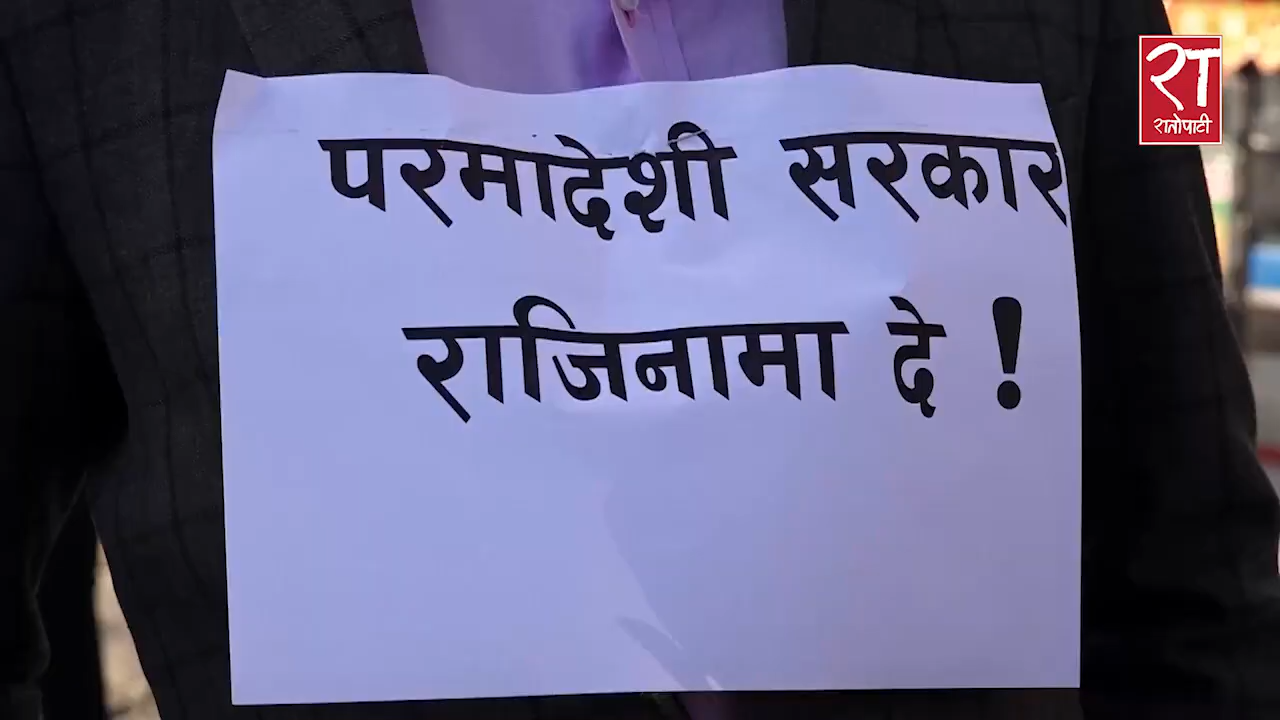 परमादेशी सरकार
राजिनामा दे !
रा
रातोपाटी